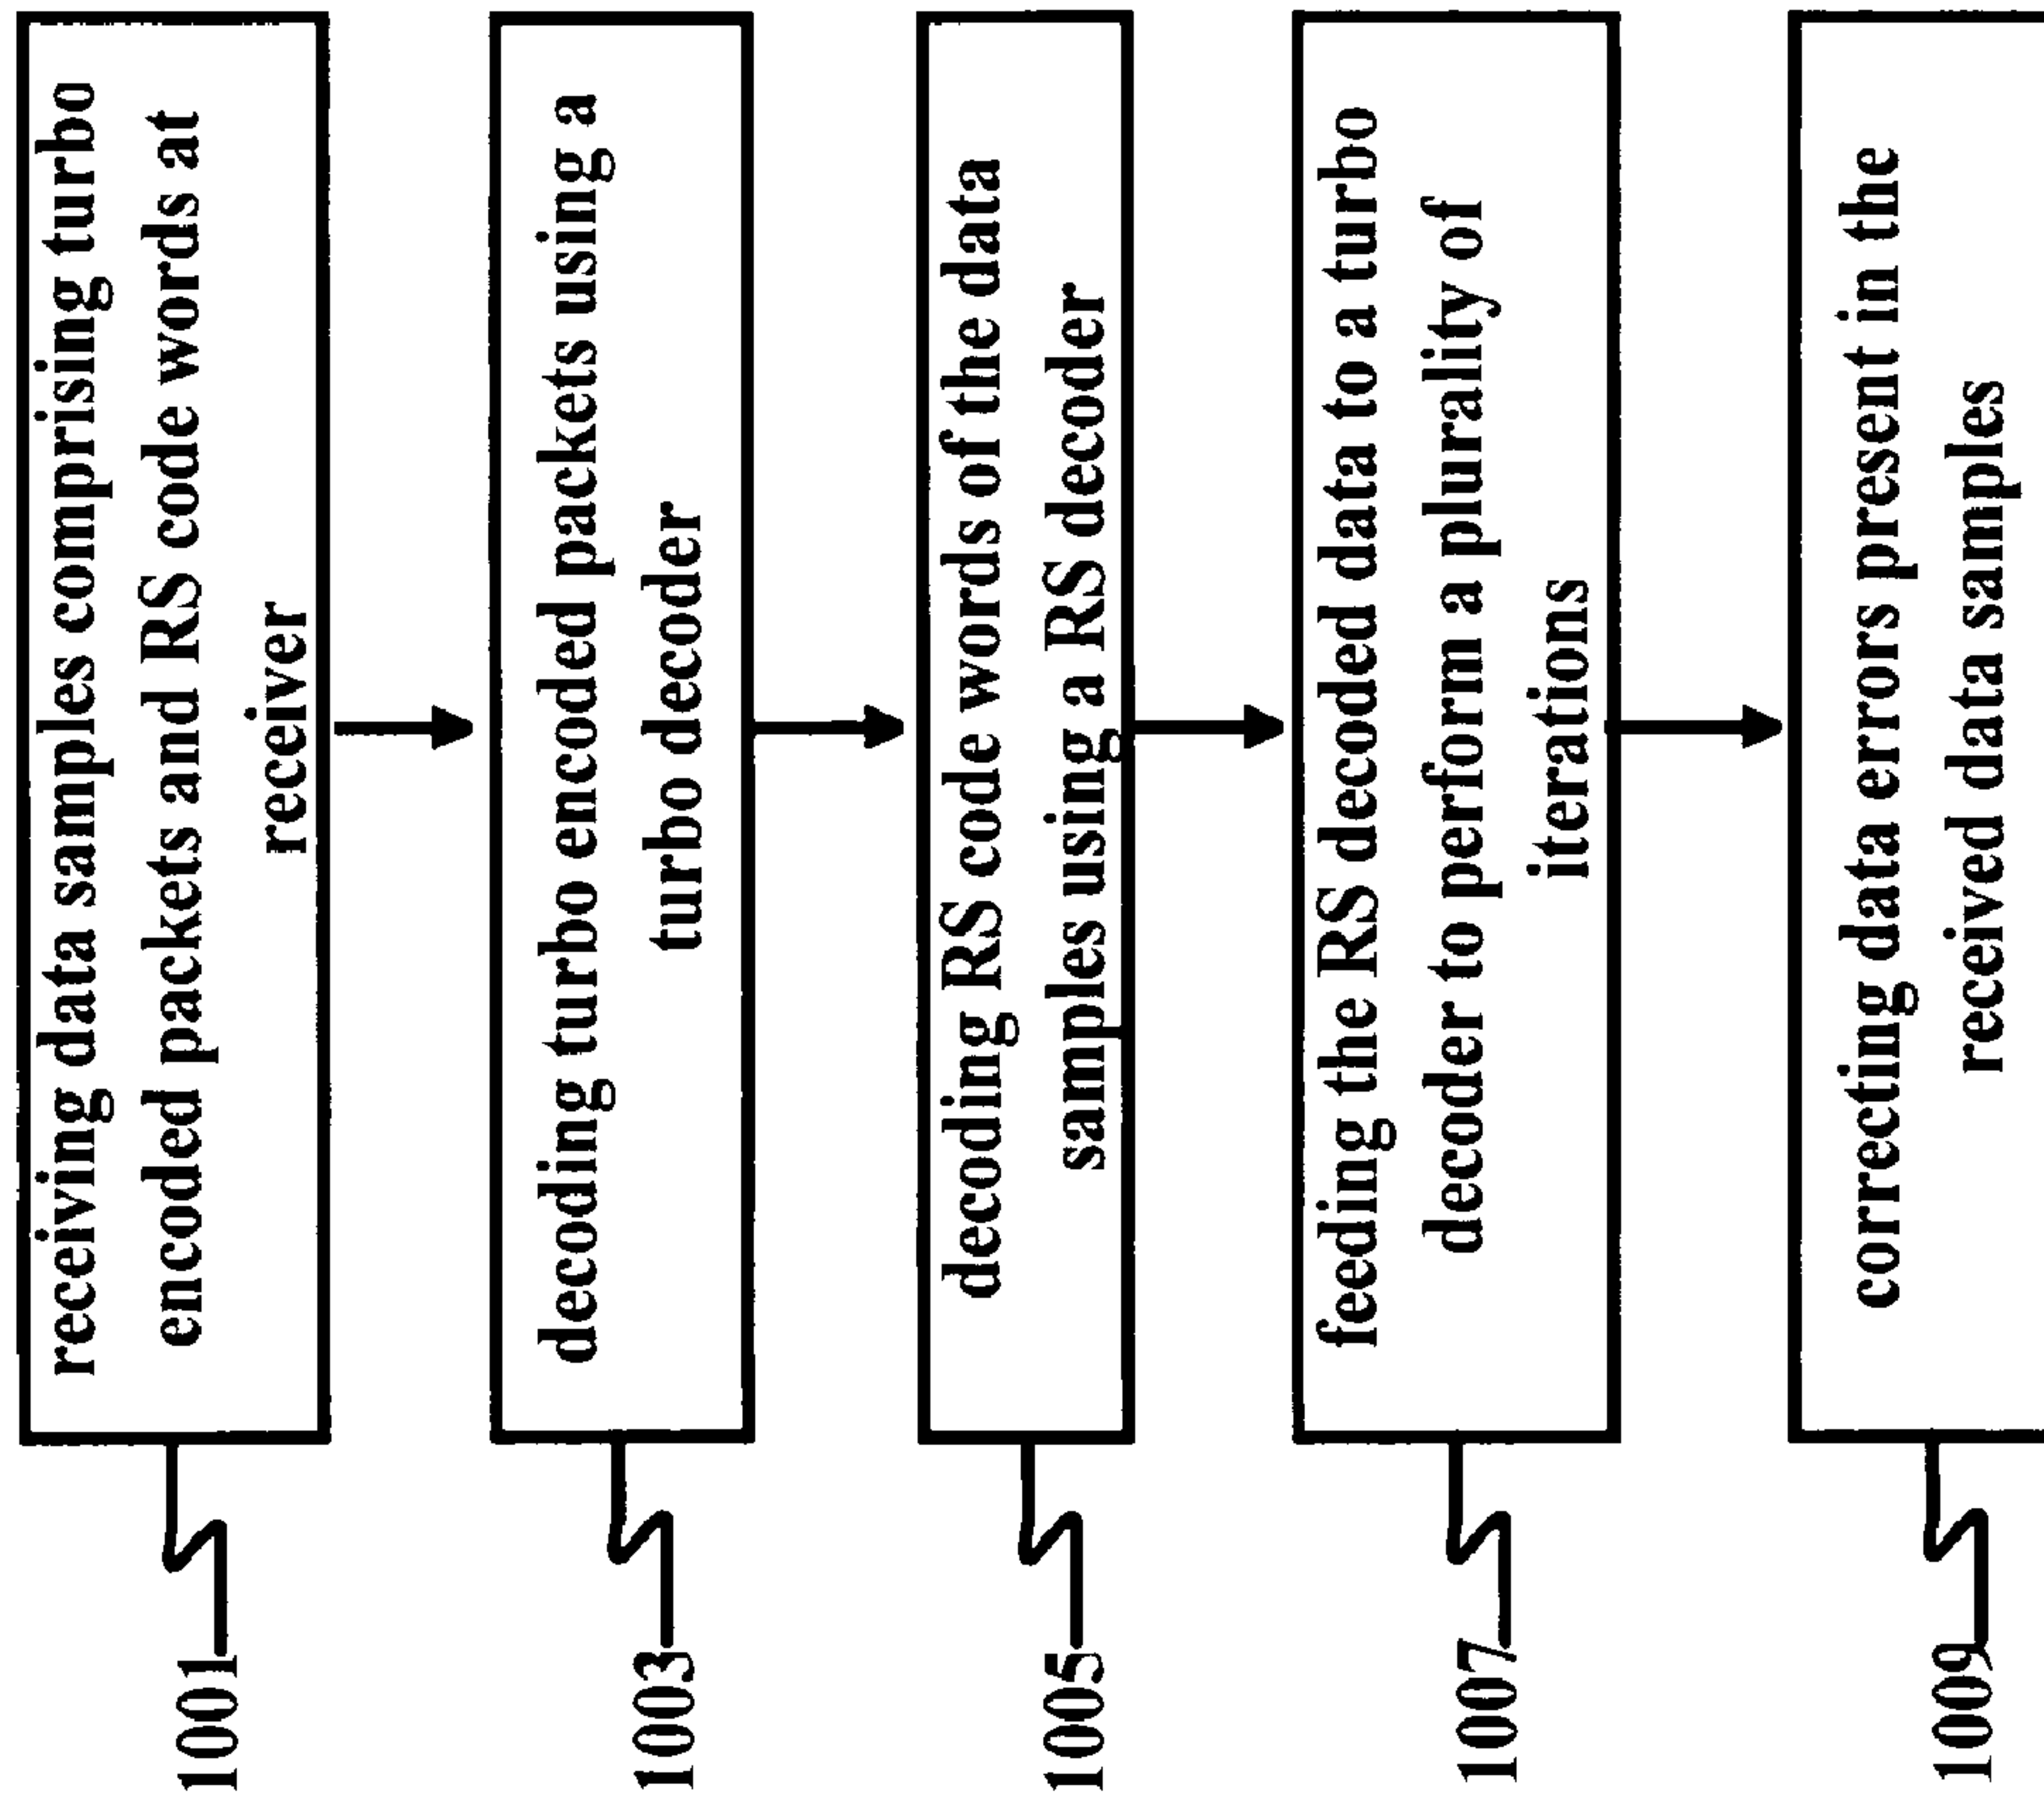 receiving data samples comprising turbo
encoded packets and RS code words at
receiver
1001
decoding turbo encoded packets using a
turbo decoder
1003
decoding RS code words of the data
samples using a RS decoder
1005
feeding the RS decoded data to a turbo
decoder to perform a plurality of
iterations
1007
correcting data errors present in the
received data samples
1009